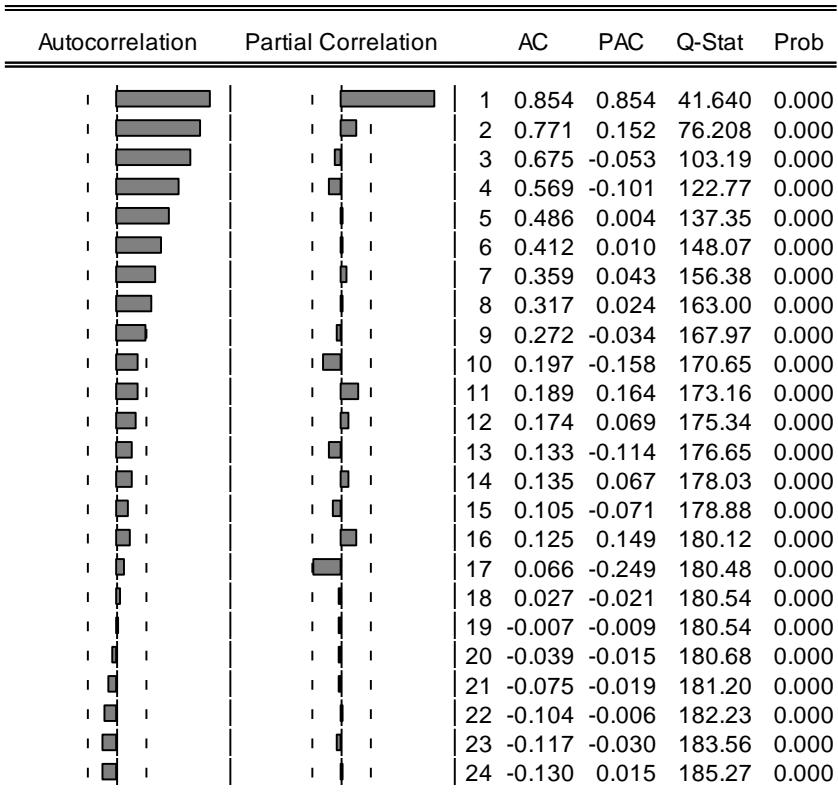 Autocorrelation Partial Correlation AC PAC Q-Stat Prob
1 0.854 0.854 41.640 0.000
2 0.771 0.152 76.208 0.000
3 0.675 -0.053 103.19 0.000
4 0.569 -0.101 122.77 0.000
5 0.486 0.004 137.35 0.000
6 0.412 0.010 148.07 0.000
7 0.359 0.043 156.38 0.000
8 0.317 0.024 163.00 0.000
9 0.272 -0.034 167.97 0.000
10 0.197 -0.158 170.65 0.000
11 0.189 0.164 173.16 0.000
12 0.174 0.069 175.34 0.000
13 0.133 -0.114 176.65 0.000
14 0.135 0.067 178.03 0.000
15 0.105 -0.071 178.88 0.000
16 0.125 0.149 180.12 0.000
17 0.066 -0.249 180.48 0.000
18 0.027 -0.021 180.54 0.000
19 -0.007 -0.009 180.54 0.000
20 -0.039 -0.015 180.68 0.000
21 -0.075 -0.019 181.20 0.000
22 -0.104 -0.006 182.23 0.000
23 -0.117 -0.030 183.56 0.000
24 -0.130 0.015 185.27 0.000